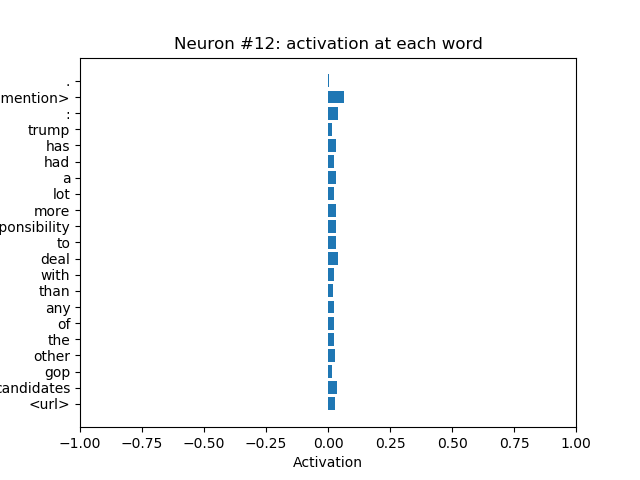 Neuron #12: activation at each word
.
mention>
:
trump
has
had
a
lot
more
ponsibility
to
deal
with
than
any
of
the
other
gop
candidates
<url>
−1.00 −0.75 −0.50 −0.25 0.00 0.25 0.50 0.75 1.00
Activation